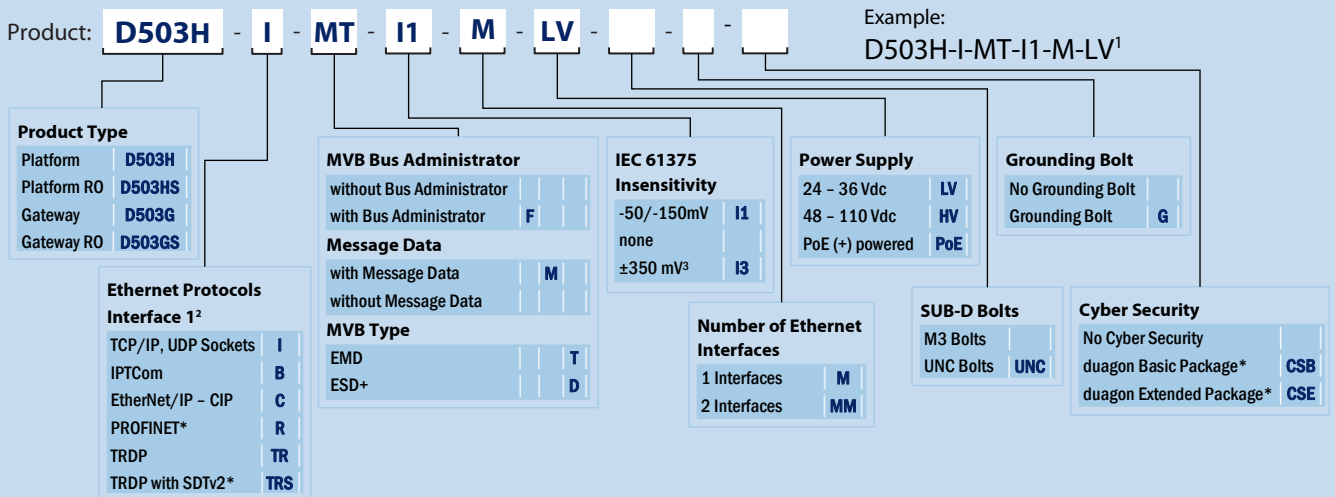 Product: D503H - I - MT - I1 - M - LV - - -
Example:
D503H-I-MT-I1-M-LV¹
Product Type
Platform D503H
Platform RO D503HS
Gateway D503G
Gateway RO D503GS
Ethernet Protocols
Interface 1²
TCP/IP, UDP Sockets I
IPTCom B
EtherNet/IP – CIP C
PROFINET* R
TRDP TR
TRDP with SDTv2* TRS
MVB Bus Administrator
without Bus Administrator
with Bus Administrator F
Message Data
with Message Data M
without Message Data
MVB Type
EMD T
ESD+ D
IEC 61375
Insensitivity
-50/-150mV I1
none
±350 mV³ I3
Number of Ethernet
Interfaces
1 Interfaces M
2 Interfaces MM
Power Supply
24 – 36 Vdc LV
48 – 110 Vdc HV
PoE (+) powered PoE
SUB-D Bolts
M3 Bolts
UNC Bolts UNC
Grounding Bolt
No Grounding Bolt
Grounding Bolt G
Cyber Security
No Cyber Security
duagon Basic Package* CSB
duagon Extended Package* CSE